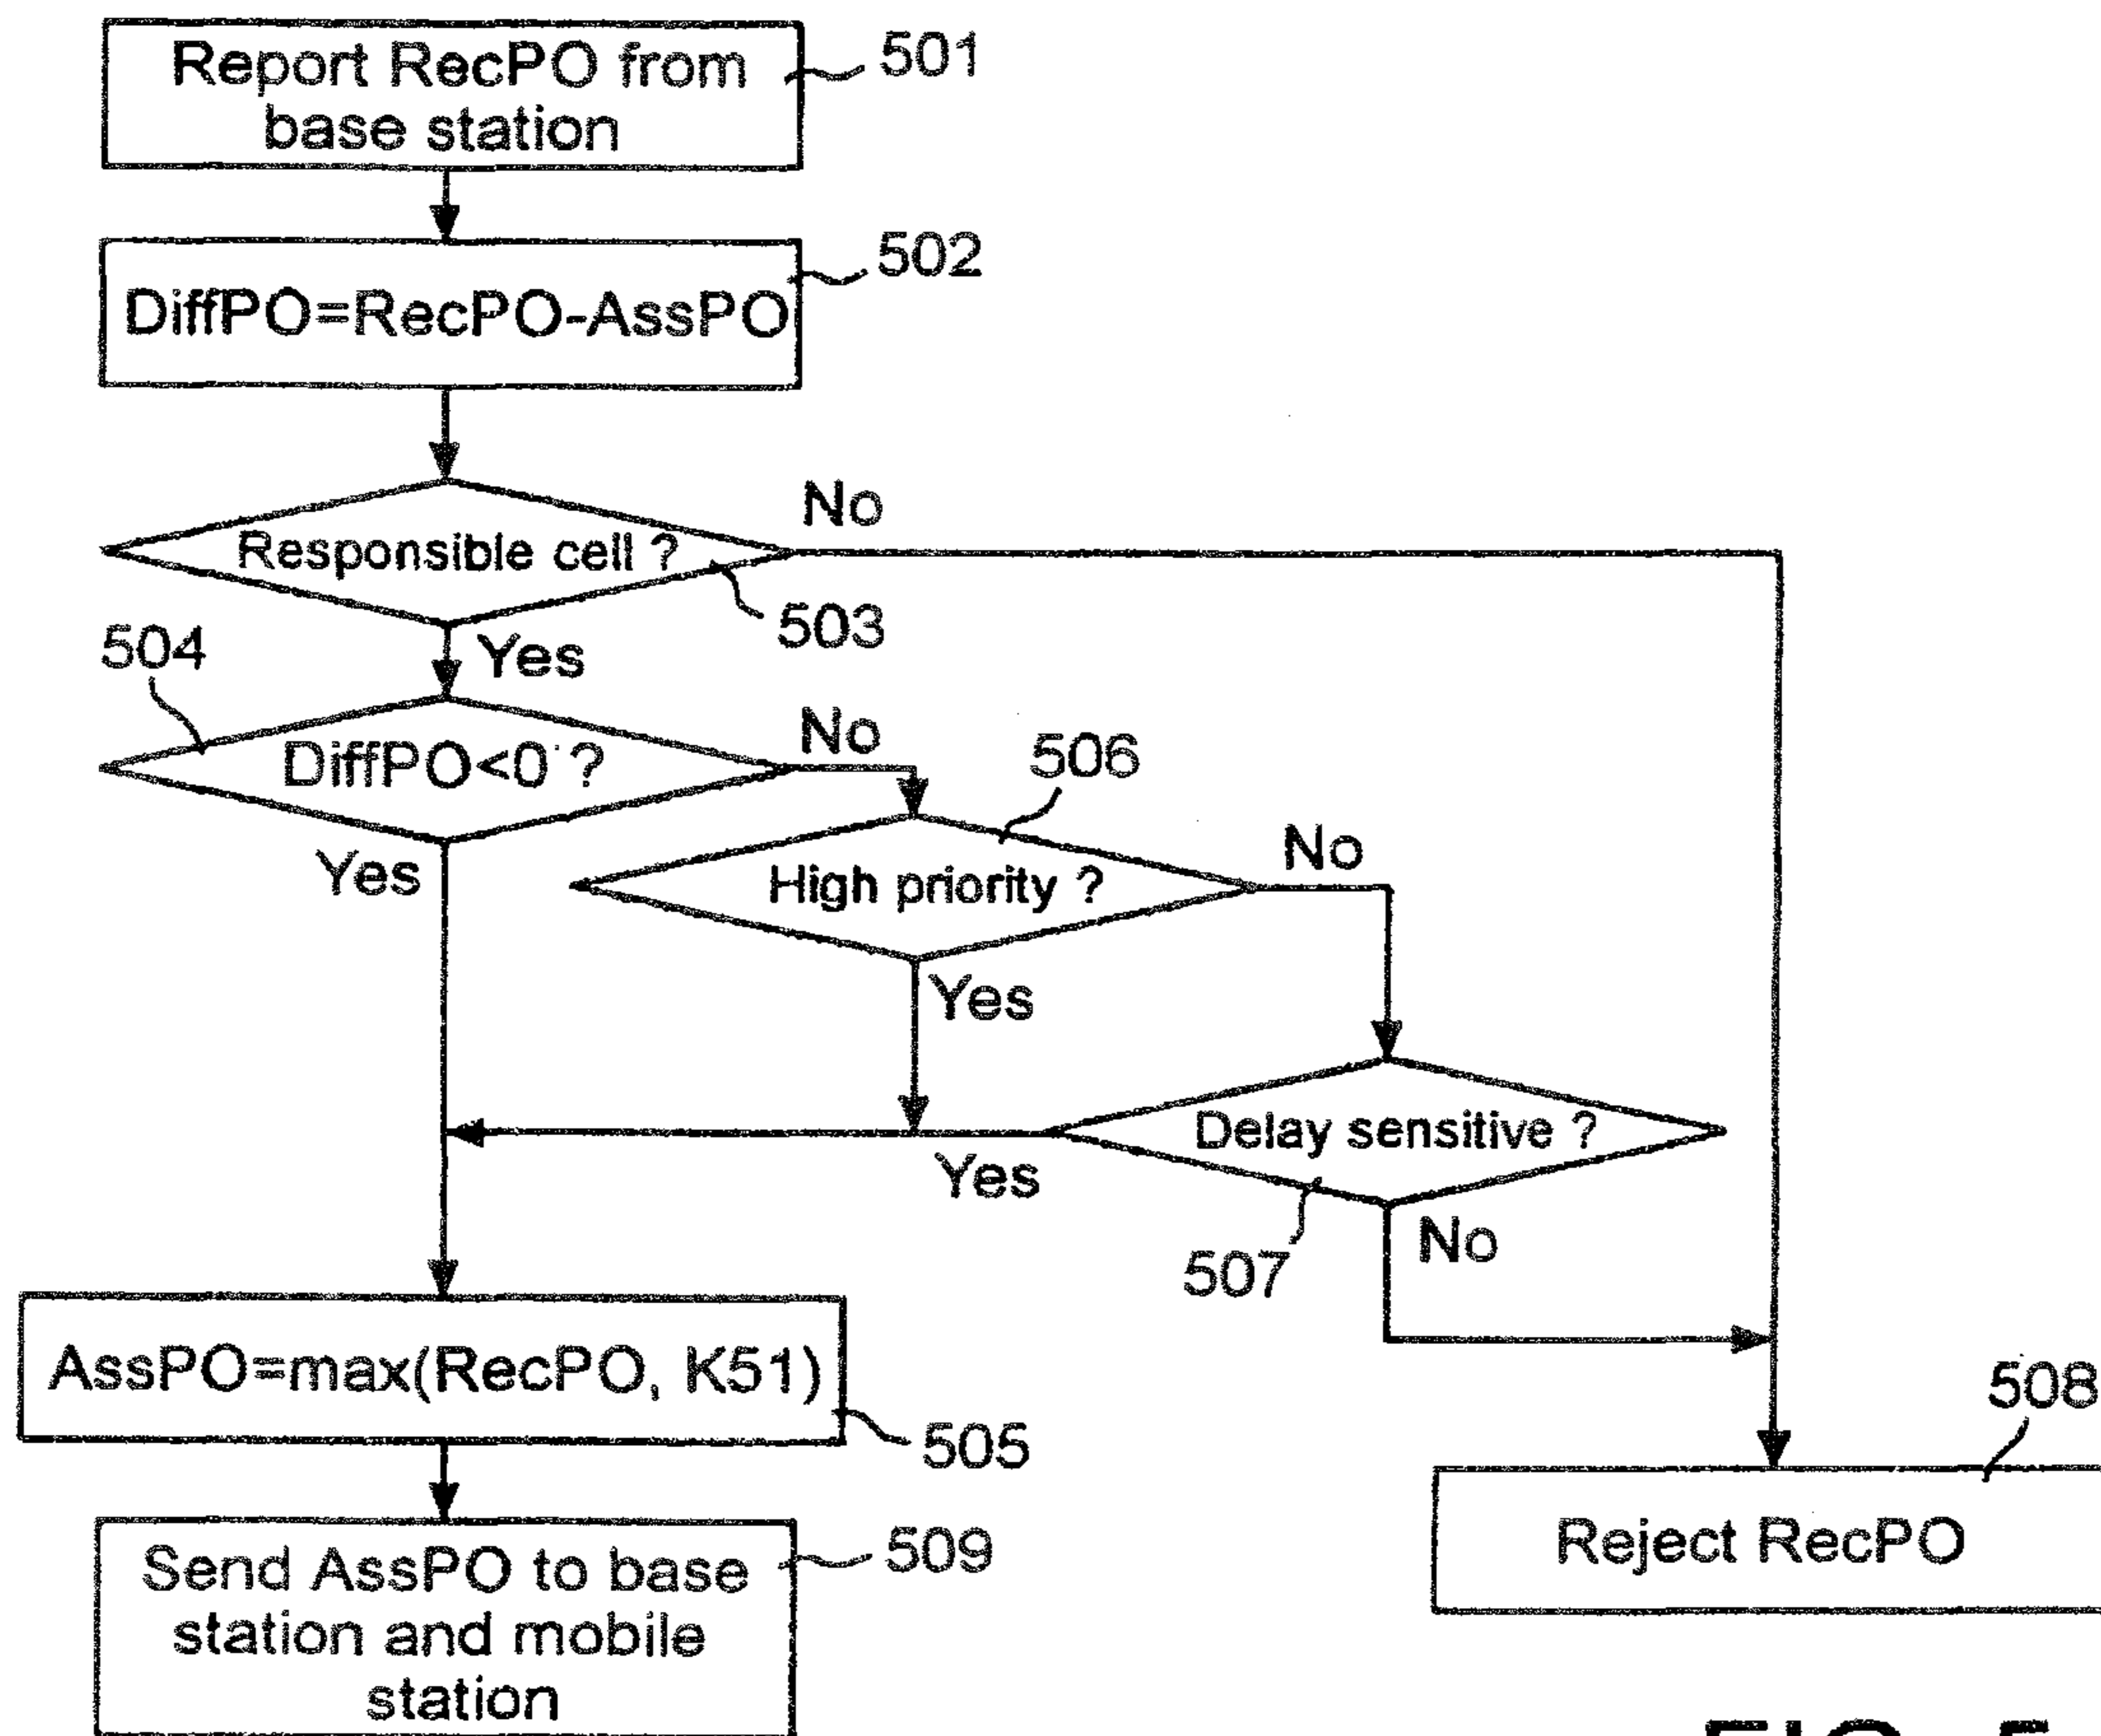 Report RecPO from
base station
501
DiffPO=RecPO-AssPO
502
Responsible cell ?
No
503
Yes
504
DiffPO<0 ?
No
Yes
506
High priority ?
No
Yes
Delay sensitive ?
Yes
507
No
AssPO=max(RecPO, K51)
505
508
Reject RecPO
Send AssPO to base
station and mobile
station
509